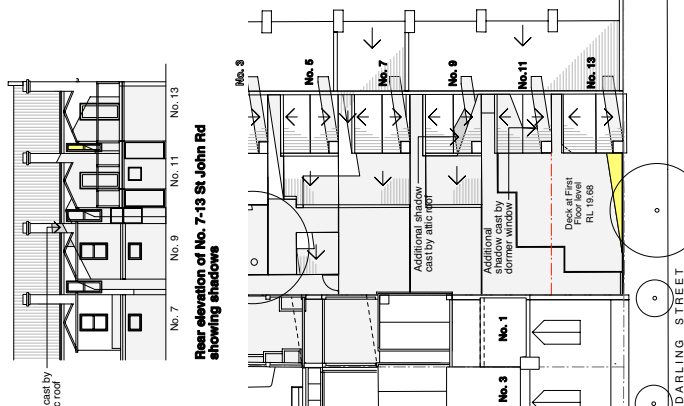 cast by
c roof
No. 7
No. 9
No. 11
No. 13
Rear elevation of No. 7-13 St John Rd
showing shadows
No. 3
No. 5
No. 7
No. 9
No.11
No. 13
Additional shadow
cast by attic roof
Additional
shadow cast by
dormer window
Deck at First
Floor level
RL 19.68
No. 1
No. 3
DARLING STREET